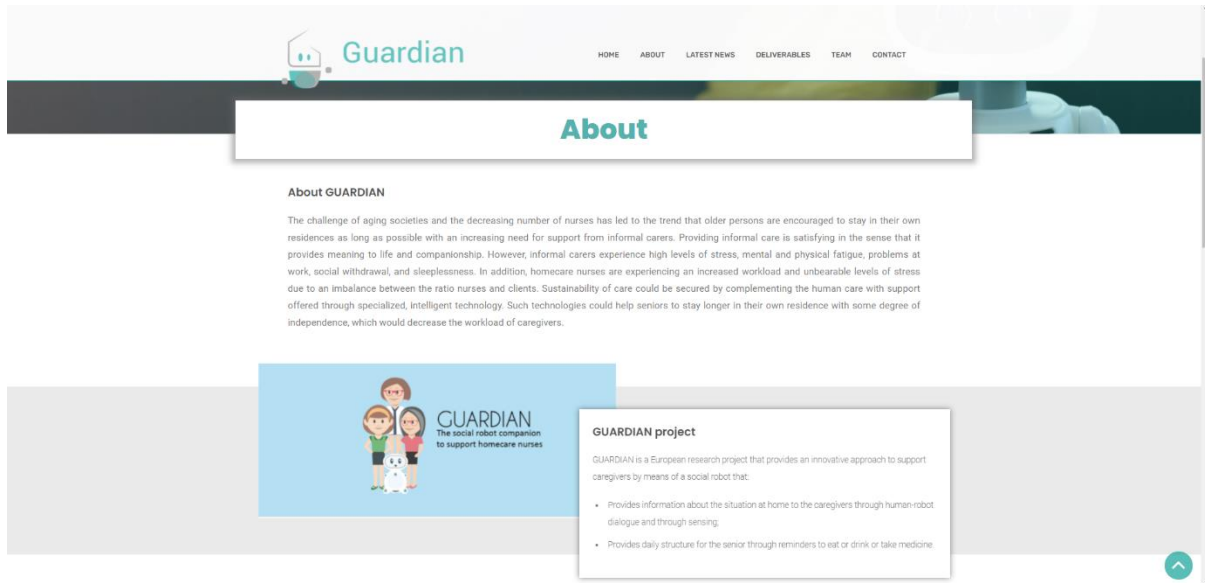 Guardian
HOME ABOUT LATEST NEWS DELIVERABLES TEAM CONTACT
About
About GUARDIAN
The challenge of aging societies and the decreasing number of nurses has led to the trend that older persons are encouraged to stay in their own
residences as long as possible with an increasing need for support from informal carers. Providing informal care is satisfying in the sense that it
provides meaning to life and companionship. However, informal carers experience high levels of stress, mental and physical fatigue, problems at
work, social withdrawal, and sleeplessness. In addition, homecare nurses are experiencing an increased workload and unbearable levels of stress
due to an imbalance between the ratio nurses and clients. Sustainability of care could be secured by complementing the human care with support
offered through specialized, intelligent technology. Such technologies could help seniors to stay longer in their own residence with some degree of
independence, which would decrease the workload of caregivers.
GUARDIAN
The social robot companion
to support homecare nurses
GUARDIAN project
GUARDIAN is a European research project that provides an innovative approach to support
caregivers by means of a social robot that:
• Provides information about the situation at home to the caregivers through human-robot
dialogue and through sensing;
• Provides daily structure for the senior through reminders to eat or drink or take medicine.